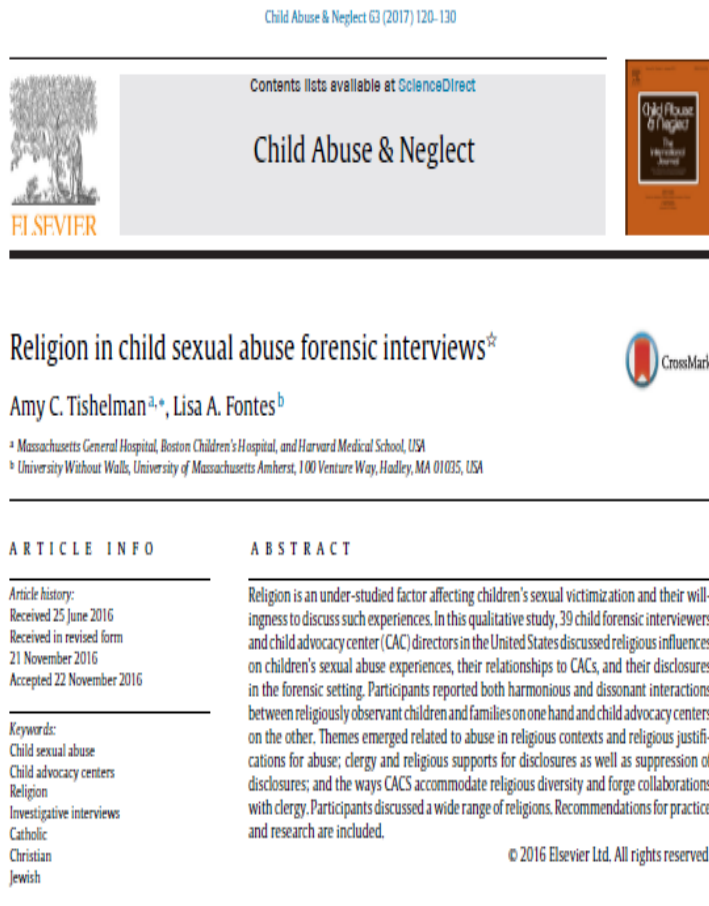 Child Abuse & Neglect 63 (2017) 120–130
Contents lists available at ScienceDirect
Child Abuse & Neglect
ELSEVIER
Child Abuse
& Neglect
The
International
Journal
Religion in child sexual abuse forensic interviews☆
CrossMark
Amy C. Tishelman a,*, Lisa A. Fontes b
a Massachusetts General Hospital, Boston Children's Hospital, and Harvard Medical School, USA
b University Without Walls, University of Massachusetts Amherst, 100 Venture Way, Hadley, MA 01035, USA
ARTICLE INFO
Article history:
Received 25 June 2016
Received in revised form
21 November 2016
Accepted 22 November 2016
Keywords:
Child sexual abuse
Child advocacy centers
Religion
Investigative interviews
Catholic
Christian
Jewish
ABSTRACT
Religion is an under-studied factor affecting children's sexual victimization and their will-
ingness to discuss such experiences. In this qualitative study, 39 child forensic interviewers
and child advocacy center (CAC) directors in the United States discussed religious influences
on children's sexual abuse experiences, their relationships to CACs, and their disclosures
in the forensic setting. Participants reported both harmonious and dissonant interactions
between religiously observant children and families on one hand and child advocacy centers
on the other. Themes emerged related to abuse in religious contexts and religious justifi-
cations for abuse; clergy and religious supports for disclosures as well as suppression of
disclosures; and the ways CACS accommodate religious diversity and forge collaborations
with clergy. Participants discussed a wide range of religions. Recommendations for practice
and research are included.
© 2016 Elsevier Ltd. All rights reserved